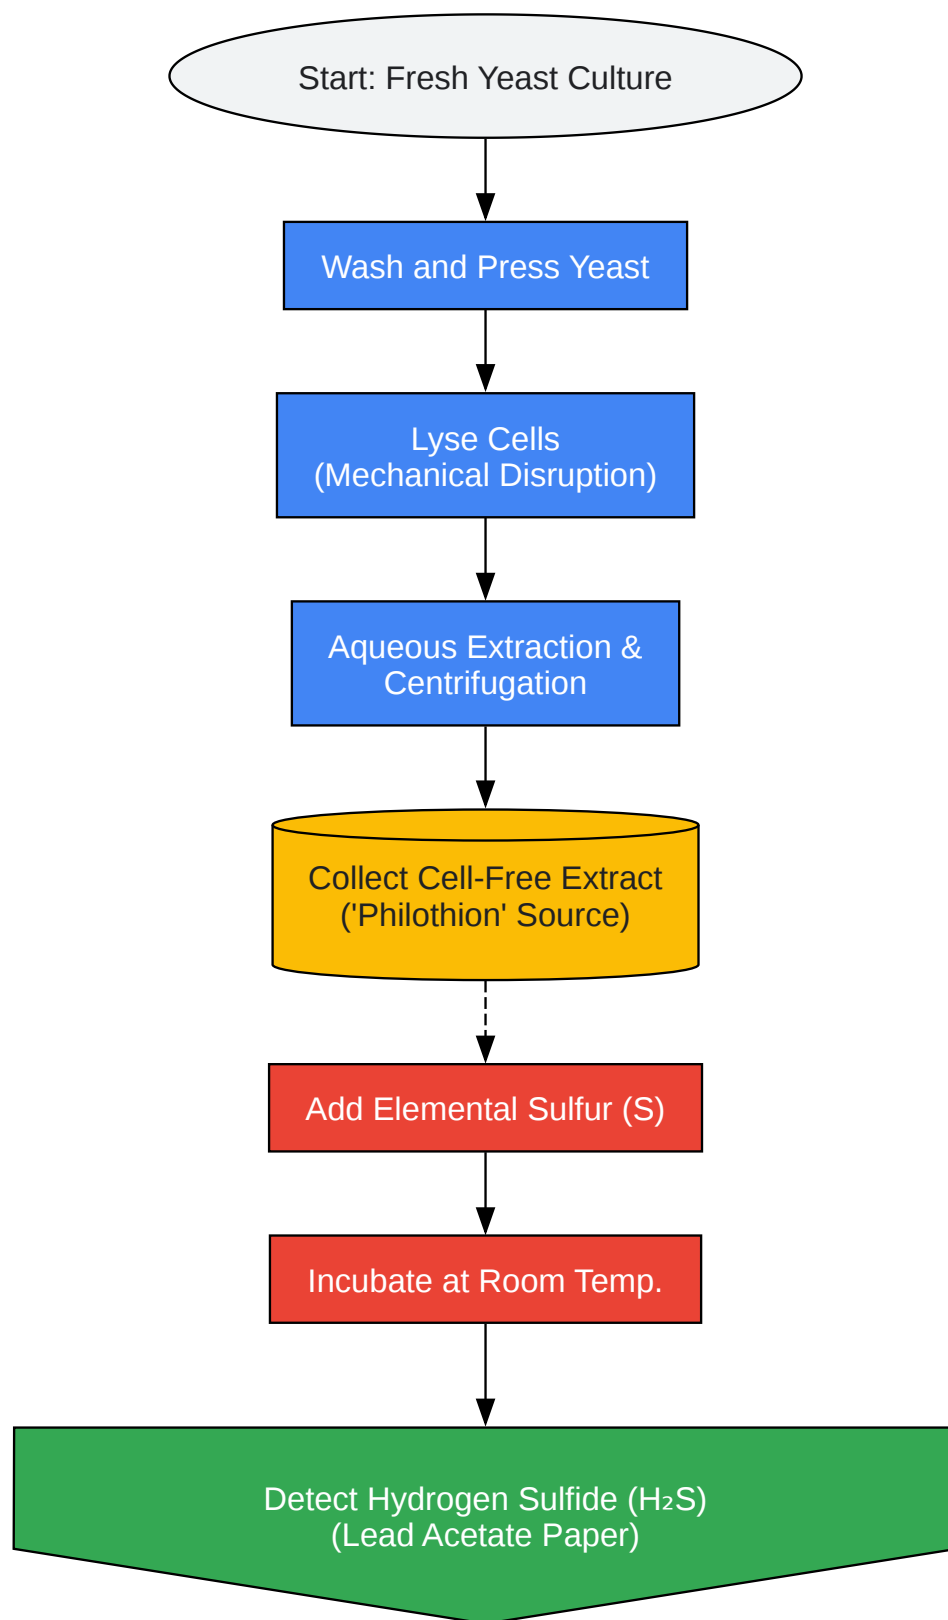 Start: Fresh Yeast Culture
Wash and Press Yeast
Lyse Cells
(Mechanical Disruption)
Aqueous Extraction &
Centrifugation
Collect Cell-Free Extract
('Philothion' Source)
Add Elemental Sulfur (S)
Incubate at Room Temp.
Detect Hydrogen Sulfide (H₂S)
(Lead Acetate Paper)